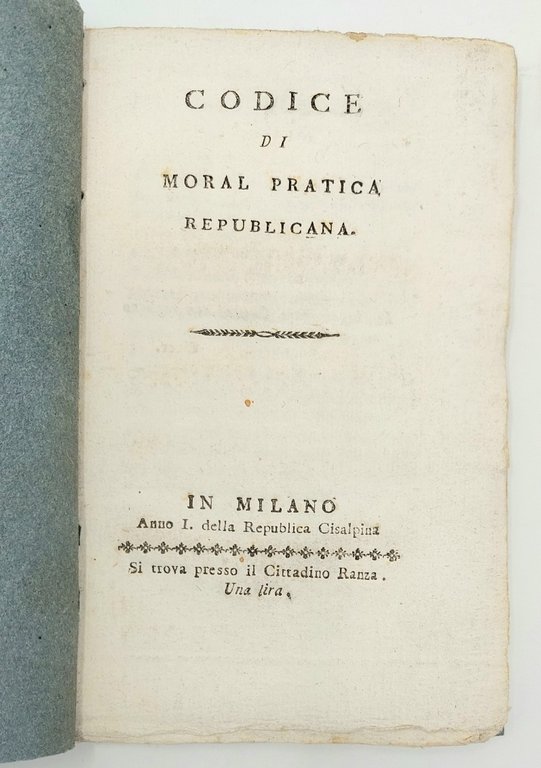 CODICE
DI
MORAL PRATICA
REPUBLICANA.
IN MILANO
Anno I. della Republica Cisalpina
Si trova presso il Cittadino Ranza.
Una lira.